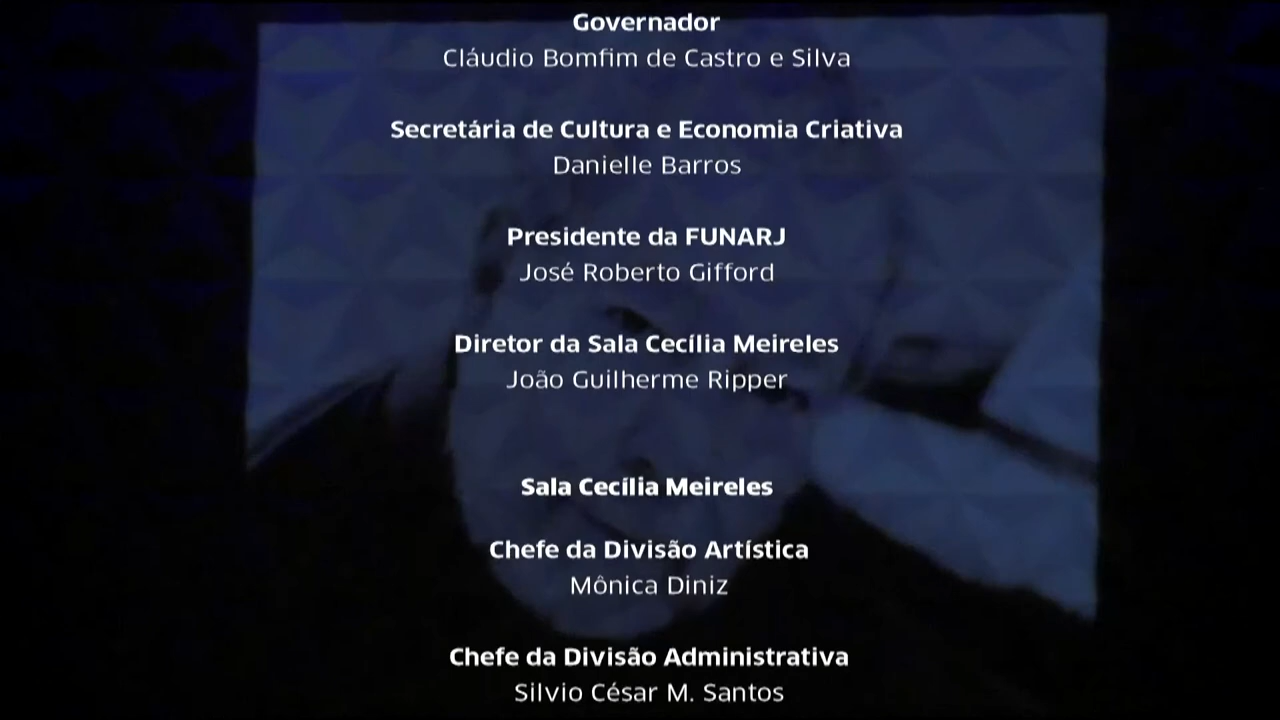 Governador
Cláudio Bomfim de Castro e Silva
Secretária de Cultura e Economia Criativa
Danielle Barros
Presidente da FUNARJ
José Roberto Gifford
Diretor da Sala Cecília Meireles
João Guilherme Ripper
Sala Cecília Meireles
Chefe da Divisão Artística
Mônica Diniz
Chefe da Divisão Administrativa
Silvio César M. Santos